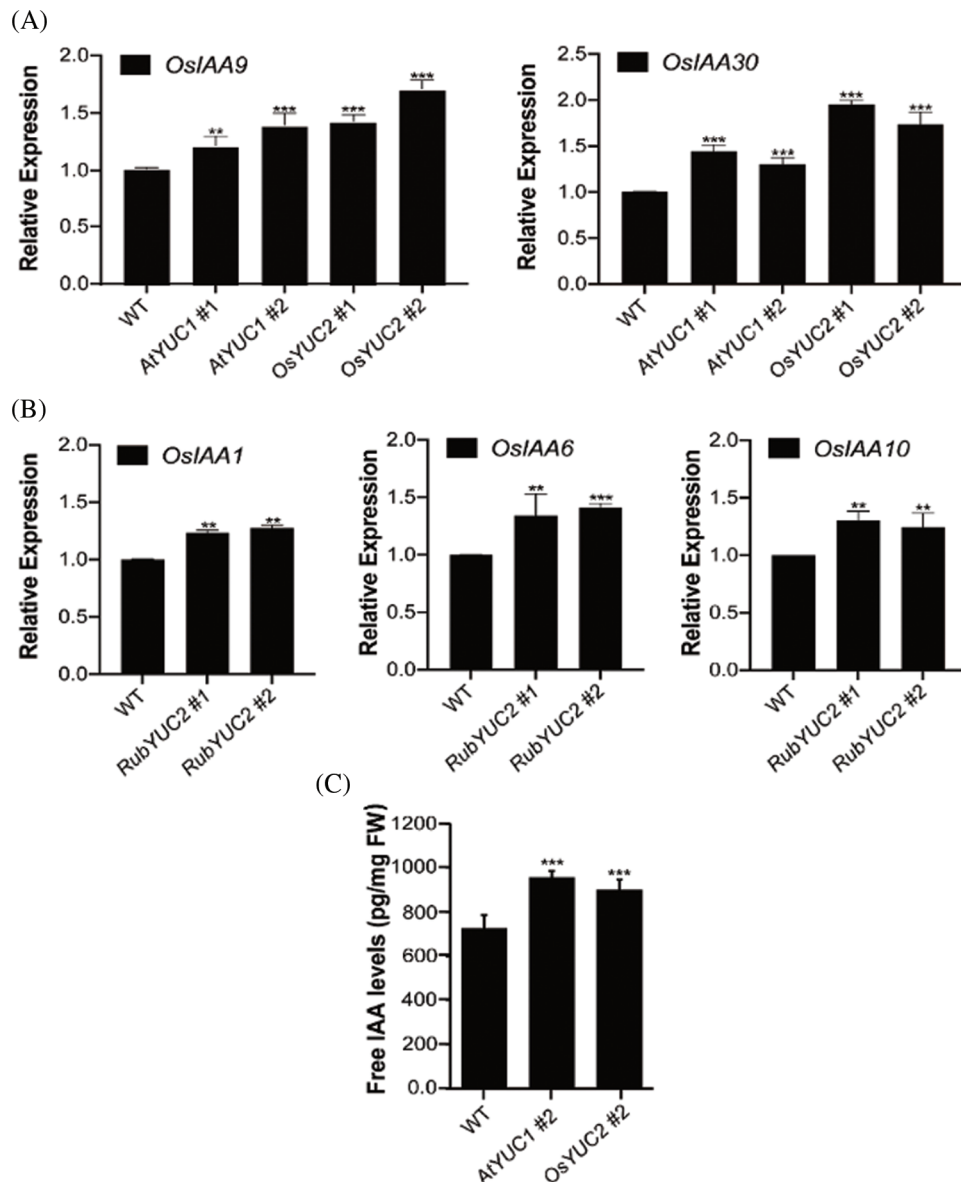 (A)
OsIAA9
Relative Expression
2.0
1.5
1.0
0.5
0.0
**
***
***
***
WT
AtYUC1 #1
AtYUC1 #2
OsYUC2 #1
OsYUC2 #2
OsIAA30
Relative Expression
2.5
2.0
1.5
1.0
0.5
0.0
***
***
***
***
WT
AtYUC1 #1
AtYUC1 #2
OsYUC2 #1
OsYUC2 #2
(B)
OsIAA1
Relative Expression
2.0
1.5
1.0
0.5
0.0
**
**
WT
RubYUC2 #1
RubYUC2 #2
OsIAA6
Relative Expression
2.0
1.5
1.0
0.5
0.0
**
***
WT
RubYUC2 #1
RubYUC2 #2
OsIAA10
Relative Expression
2.0
1.5
1.0
0.5
0.0
**
**
WT
RubYUC2 #1
RubYUC2 #2
(C)
Free IAA levels (pg/mg FW)
1200
1000
800
600
400
200
0.0
***
***
WT
AtYUC1 #2
OsYUC2 #2